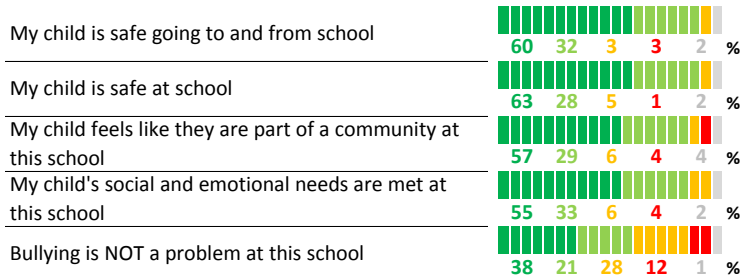 My child is safe going to and from school
60 32 3 3 2 %
My child is safe at school
63 28 5 1 2 %
My child feels like they are part of a community at
this school
57 29 6 4 4 %
My child's social and emotional needs are met at
this school
55 33 6 4 2 %
Bullying is NOT a problem at this school
38 21 28 12 1 %